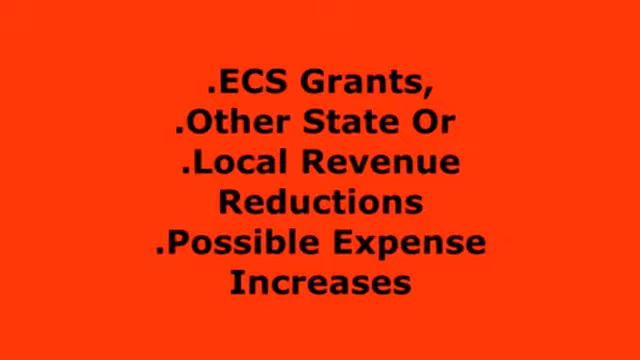 .ECS Grants,
.Other State Or
.Local Revenue
Reductions
.Possible Expense
Increases